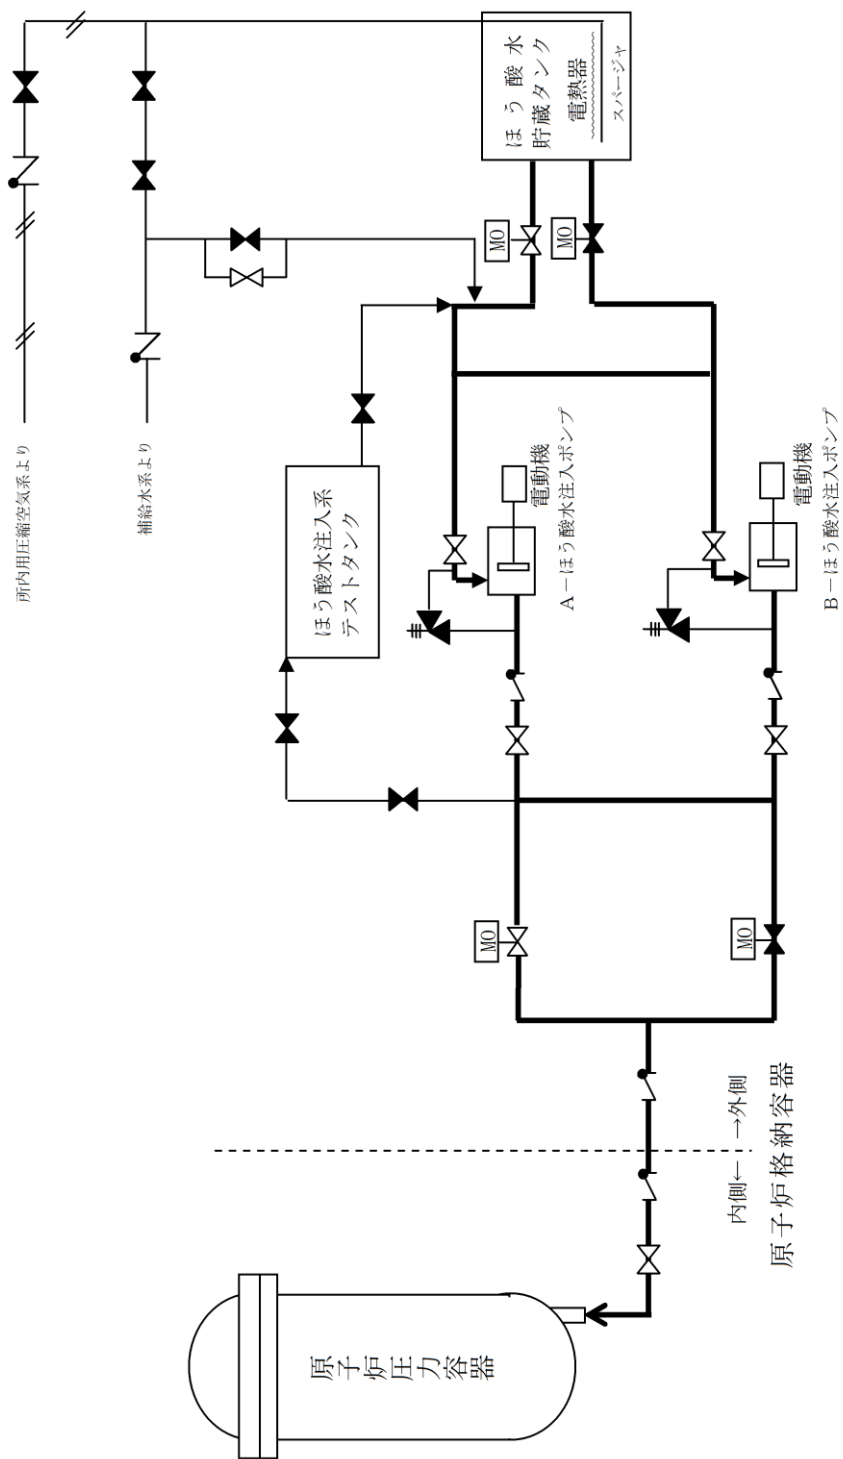 ほう酸水
貯蔵タンク
電熱器
スパージャ
MO
MO
所内用圧縮空気系より
補給水系より
ほう酸水注入系
テストタンク
電動機
A－ほう酸水注入ポンプ
電動機
B－ほう酸水注入ポンプ
MO
MO
内側← →外側
原子炉格納容器
原子炉圧力容器